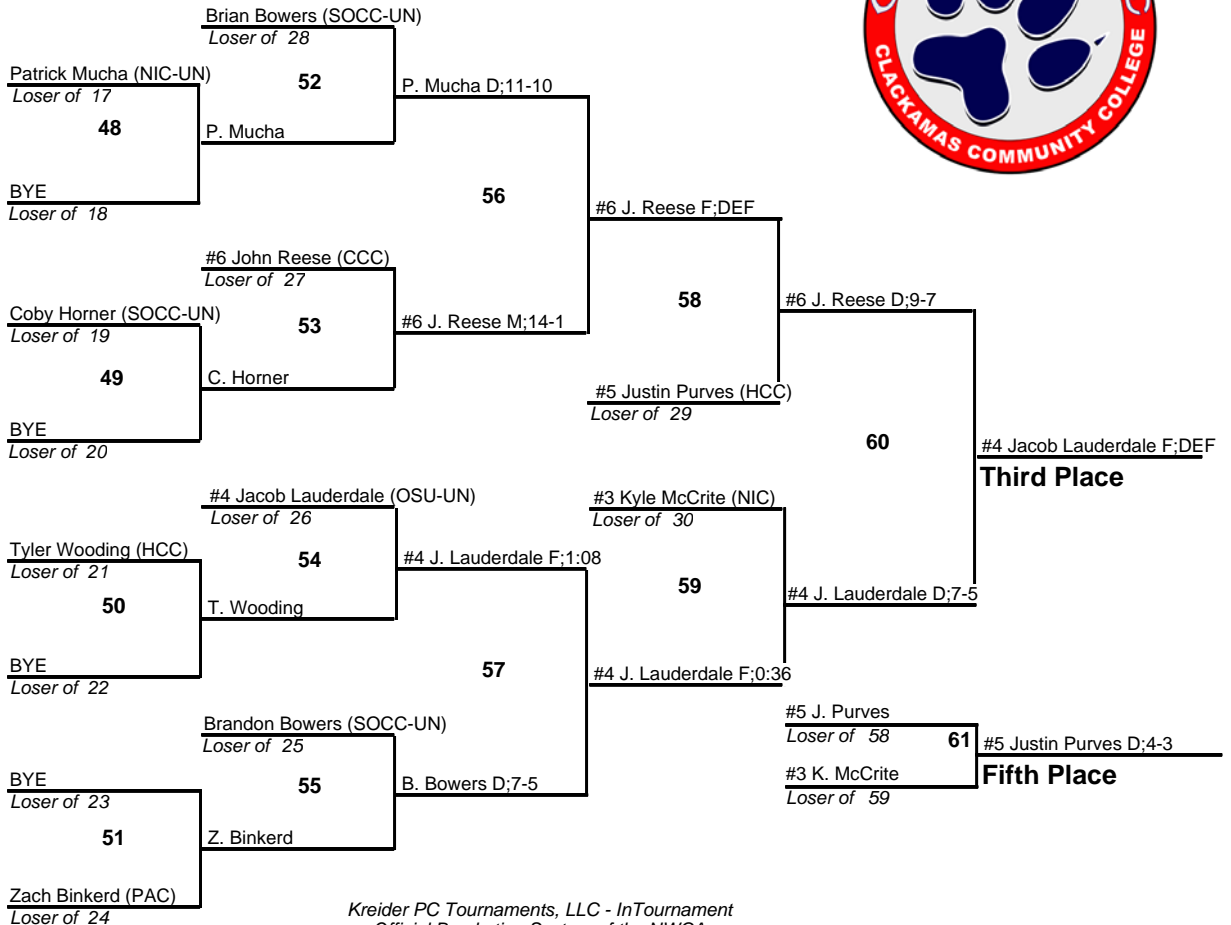 CLACKAMAS COMMUNITY COLLEGE
Brian Bowers (SOCC-UN)
Loser of 28
Patrick Mucha (NIC-UN)
Loser of 17
52
P. Mucha D;11-10
48
P. Mucha
BYE
Loser of 18
56
#6 J. Reese F;DEF
#6 John Reese (CCC)
Loser of 27
58
#6 J. Reese D;9-7
Coby Horner (SOCC-UN)
Loser of 19
53
#6 J. Reese M;14-1
49
C. Horner
#5 Justin Purves (HCC)
Loser of 29
BYE
Loser of 20
60
#4 Jacob Lauderdale F;DEF
Third Place
#4 Jacob Lauderdale (OSU-UN)
Loser of 26
#3 Kyle McCrite (NIC)
Loser of 30
Tyler Wooding (HCC)
Loser of 21
54
#4 J. Lauderdale F;1:08
59
#4 J. Lauderdale D;7-5
50
T. Wooding
BYE
Loser of 22
57
#4 J. Lauderdale F;0:36
#5 J. Purves
Loser of 58
61
#5 Justin Purves D;4-3
Fifth Place
#3 K. McCrite
Loser of 59
Brandon Bowers (SOCC-UN)
Loser of 25
BYE
Loser of 23
55
B. Bowers D;7-5
51
Z. Binkerd
Zach Binkerd (PAC)
Loser of 24
Kreider PC Tournaments, LLC - InTournament